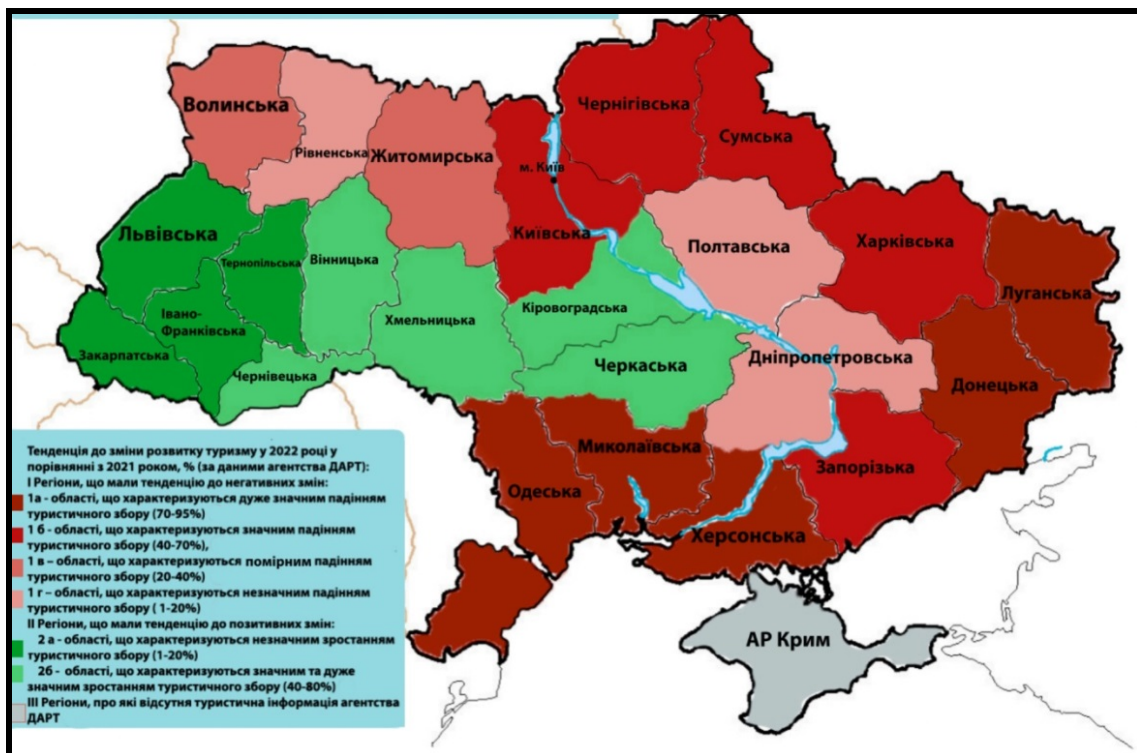 Волинська
Рівненська
Житомирська
Чернігівська
Сумська
м. Київ
Київська
Львівська
Тернопільська
Вінницька
Полтавська
Харківська
Луганська
Івано-
Франківська
Закарпатська
Хмельницька
Кіровоградська
Чернівецька
Черкаська
Дніпропетровська
Донецька
Миколаївська
Запорізька
Одеська
Херсонська
АР Крим
Тенденція до зміни розвитку туризму у 2022 році у
порівнянні з 2021 роком, % (за даними агентства ДАРТ):
І Регіони, що мали тенденцію до негативних змін:
1а - області, що характеризуються дуже значним падінням
туристичного збору (70-95%)
1 б - області, що характеризуються значним падінням
туристичного збору (40-70%),
1 в – області, що характеризуються помірним падінням
туристичного збору (20-40%)
1 г – області, що характеризуються незначним падінням
туристичного збору ( 1-20%)
ІІ Регіони, що мали тенденцію до позитивних змін:
2 а - області, що характеризуються незначним зростанням
туристичного збору (1-20%)
2б - області, що характеризуються значним та дуже
значним зростанням туристичного збору (40-80%)
ІІІ Регіони, про які відсутня туристична інформація агентства
ДАРТ